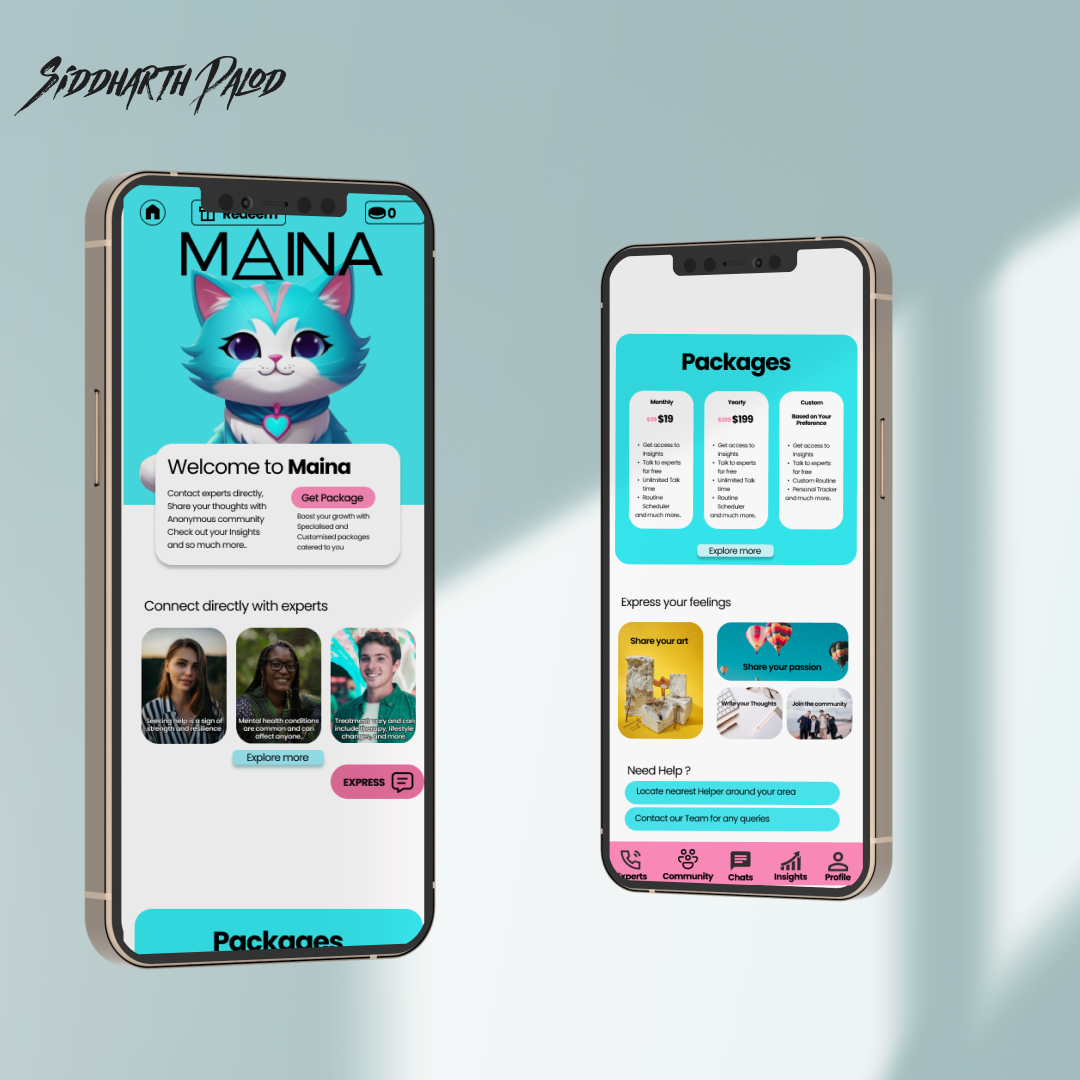 SIDDHARTH PALOD
Redeem
0
MAINA
Welcome to Maina
Contact experts directly,
Share your thoughts with
Anonymous community
Check out your Insights
and so much more..
Get Package
Boost your growth with
Specialised and
Customised packages
catered to you
Connect directly with experts
Seeking help is a sign of
strength and resilience
Mental health conditions
are common and can
affect anyone.
Treatment vary and can
include therapy, lifestyle
changes, and more.
Explore more
EXPRESS
Packages
Packages
Monthly
$19
• Get access to
Insights
• Talk to experts
for free
• Unlimited Talk
time
• Routine
Scheduler
and much more..
Yearly
$299 $199
• Get access to
Insights
• Talk to experts
for free
• Unlimited Talk
time
• Routine
Scheduler
and much more..
Custom
Based on Your
Preference
• Get access to
Insights
• Talk to experts
for free
• Custom Routine
• Personal Tracker
and much more..
Explore more
Express your feelings
Share your art
Share your passion
Write your Thoughts
Join the community
Need Help ?
Locate nearest Helper around your area
Contact our Team for any queries
Experts
Community
Chats
Insights
Profile